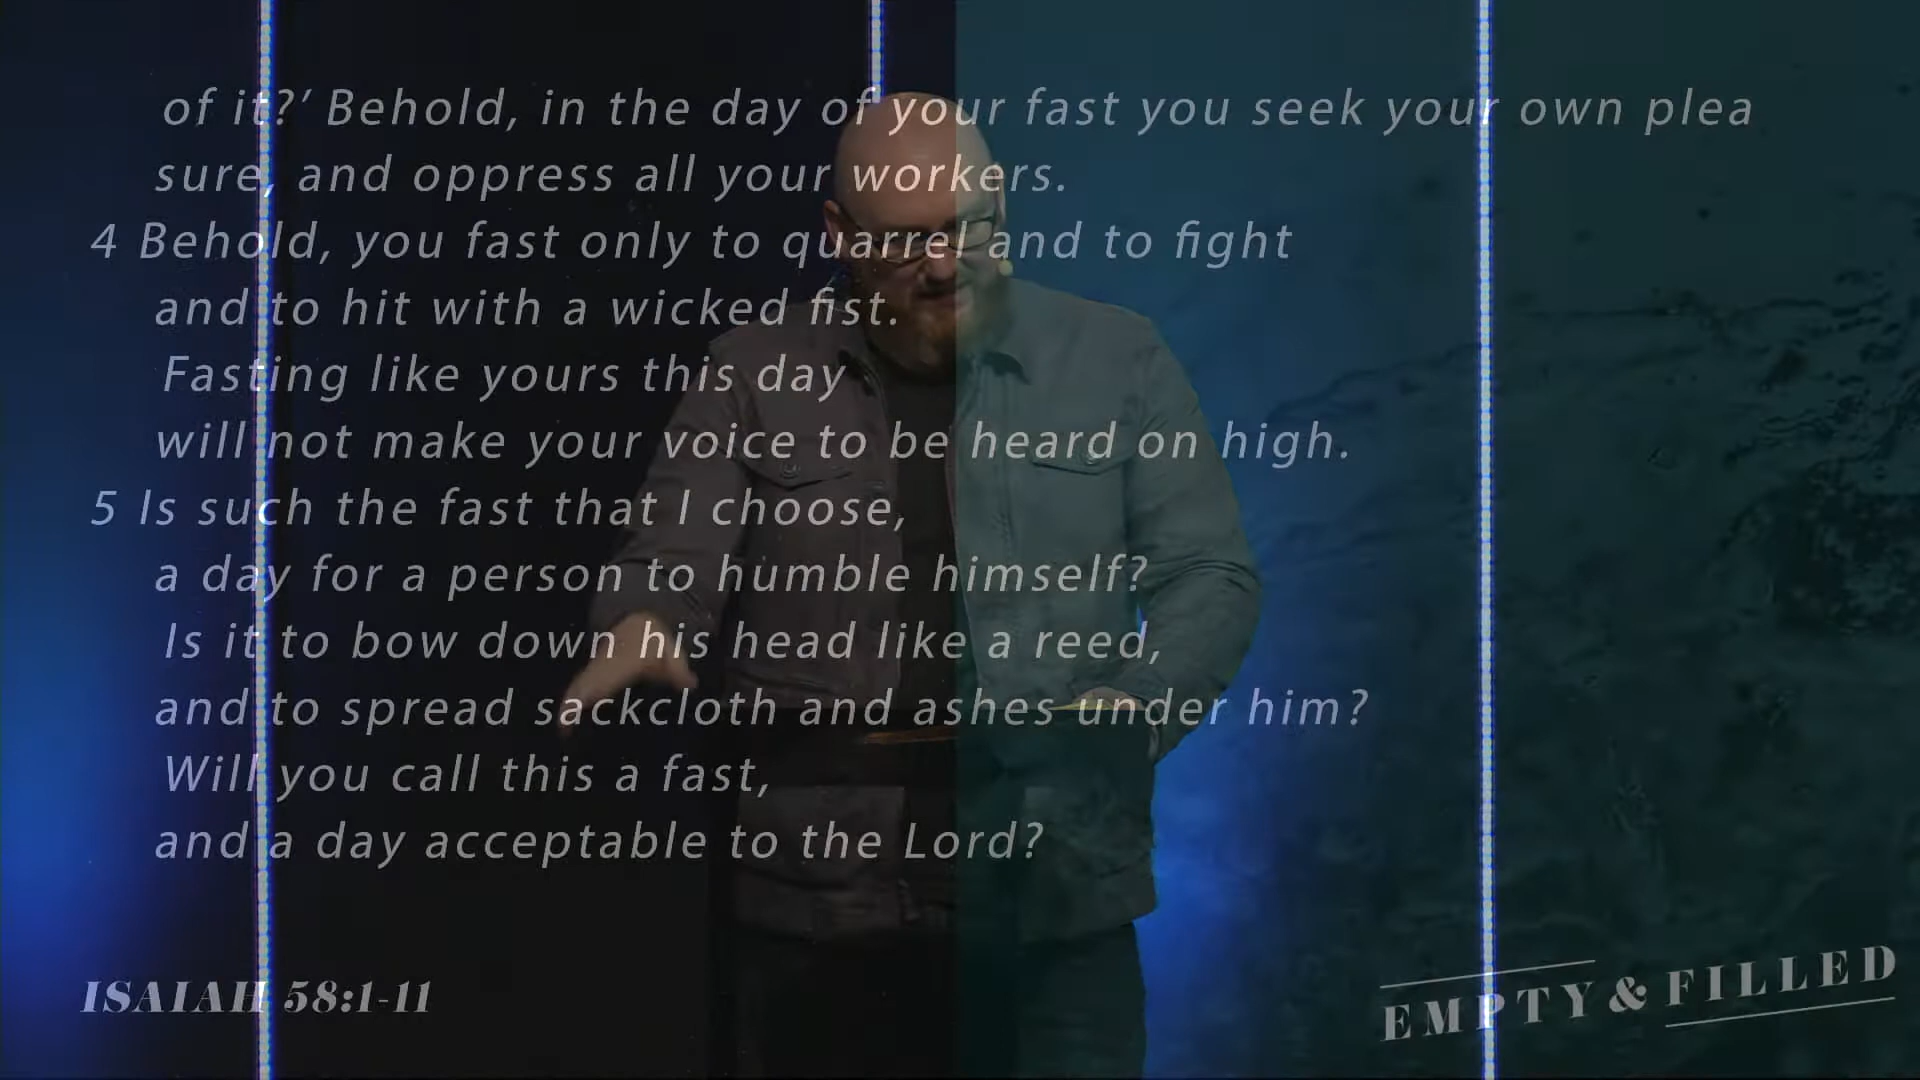 of it?’ Behold, in the day of your fast you seek your own plea
sure, and oppress all your workers.
4 Behold, you fast only to quarrel and to fight
and to hit with a wicked fist.
Fasting like yours this day
will not make your voice to be heard on high.
5 Is such the fast that I choose,
a day for a person to humble himself?
Is it to bow down his head like a reed,
and to spread sackcloth and ashes under him?
Will you call this a fast,
and a day acceptable to the Lord?
ISAIAH 58:1-11
EMPTY & FILLED